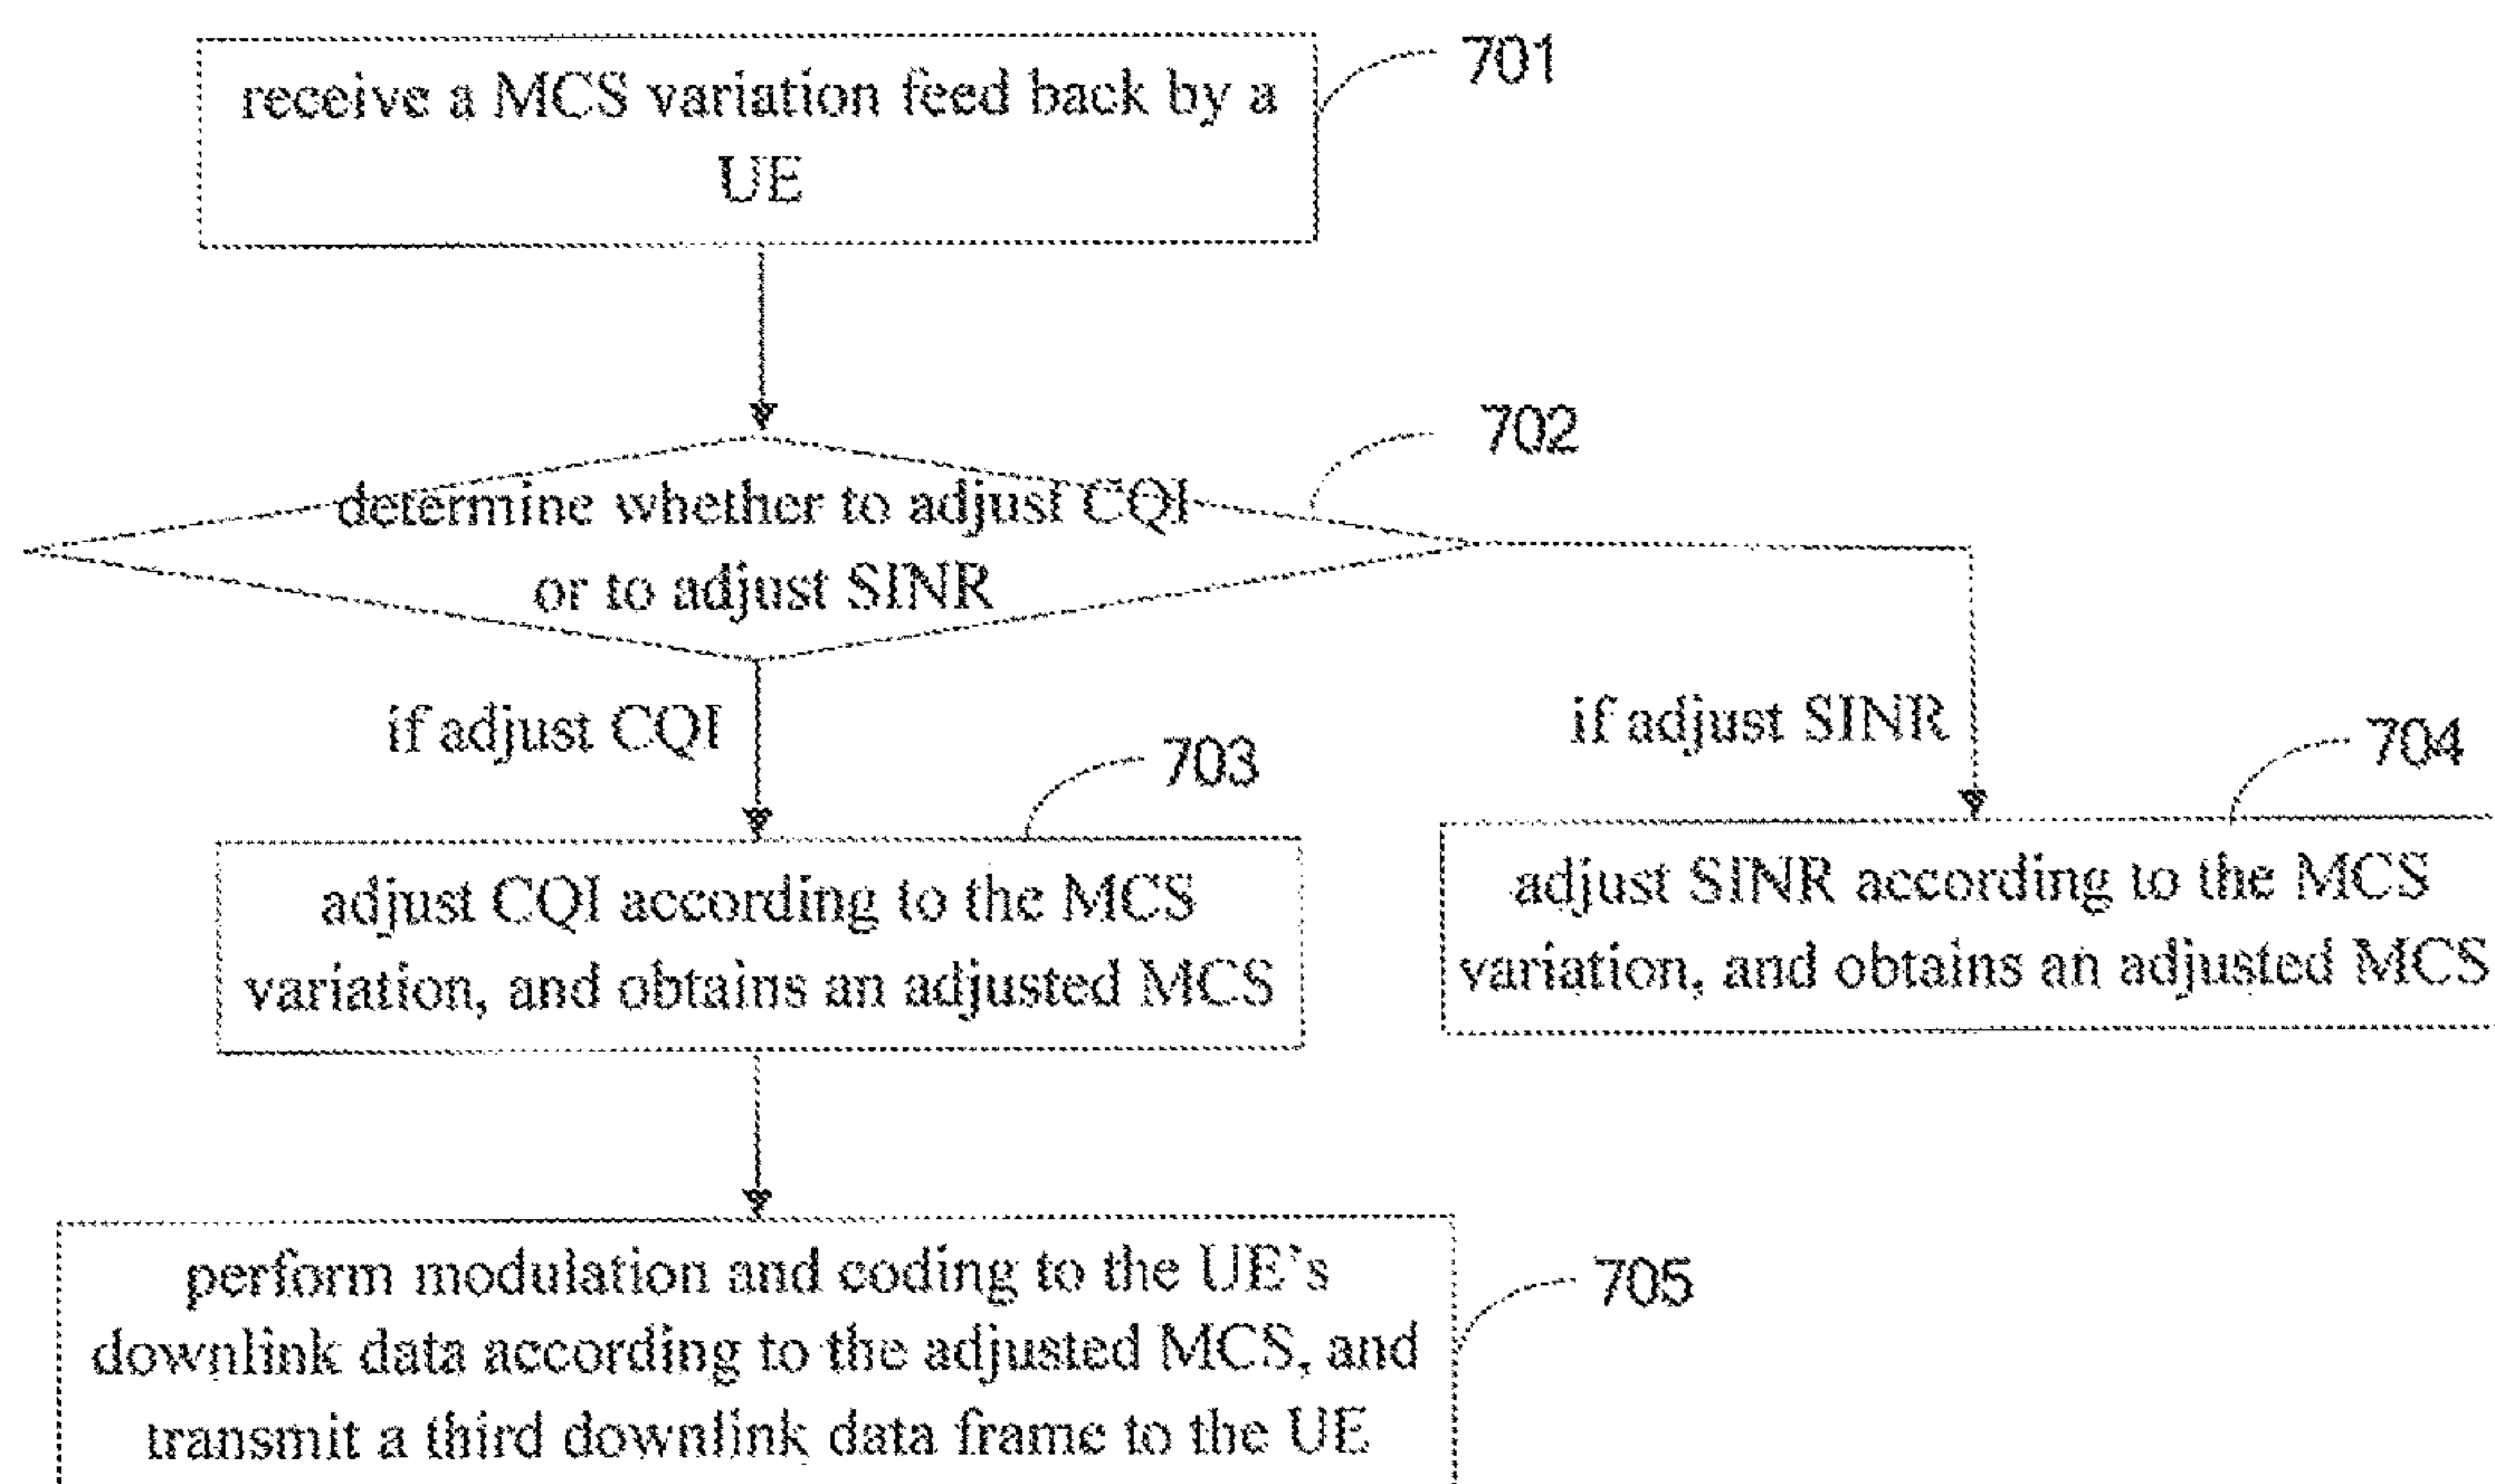 receive a MCS variation feed back by a
UE
701
determine whether to adjust CQI
or to adjust SINR
702
if adjust CQI
if adjust SINR
703
704
adjust CQI according to the MCS
variation, and obtains an adjusted MCS
adjust SINR according to the MCS
variation, and obtains an adjusted MCS
perform modulation and coding to the UE's
downlink data according to the adjusted MCS, and
transmit a third downlink data frame to the UE
705